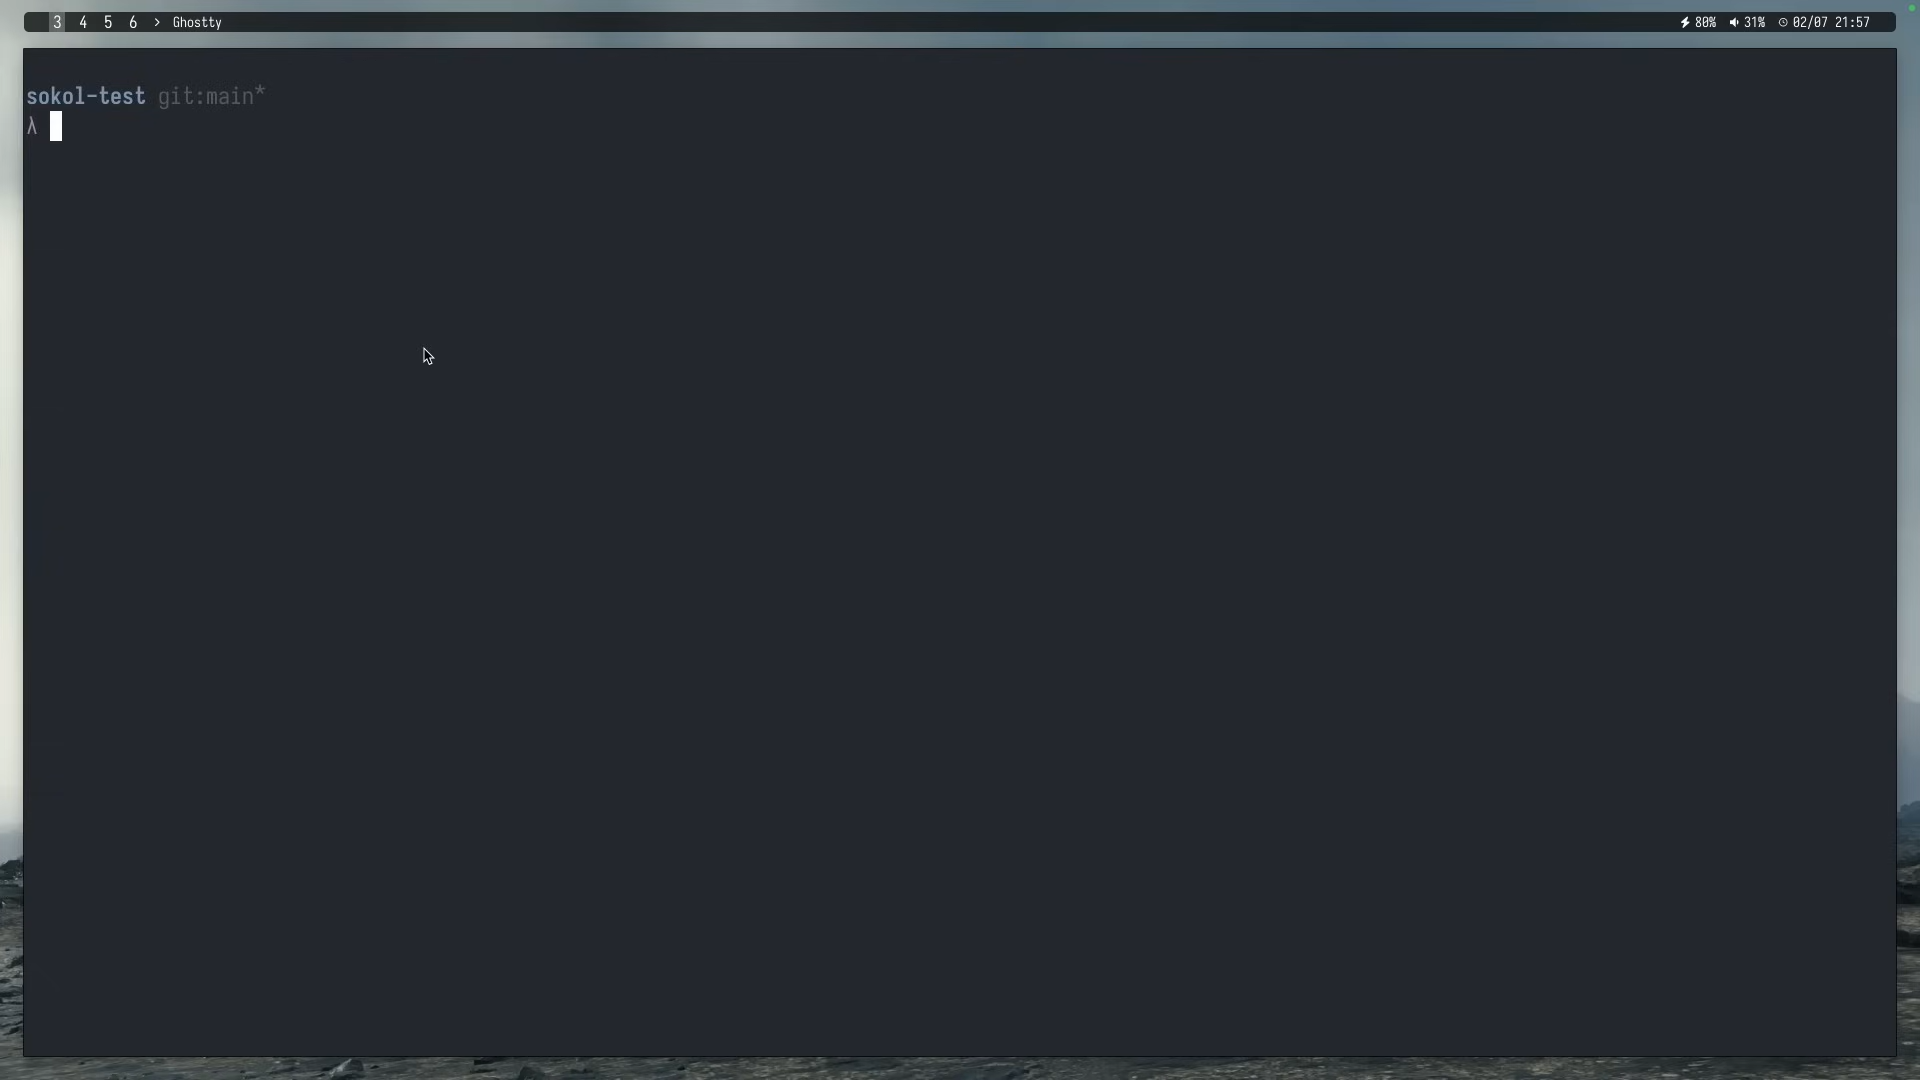 3 4 5 6 > Ghostty
80% 31% 02/07 21:57
sokol-test git:main*
λ